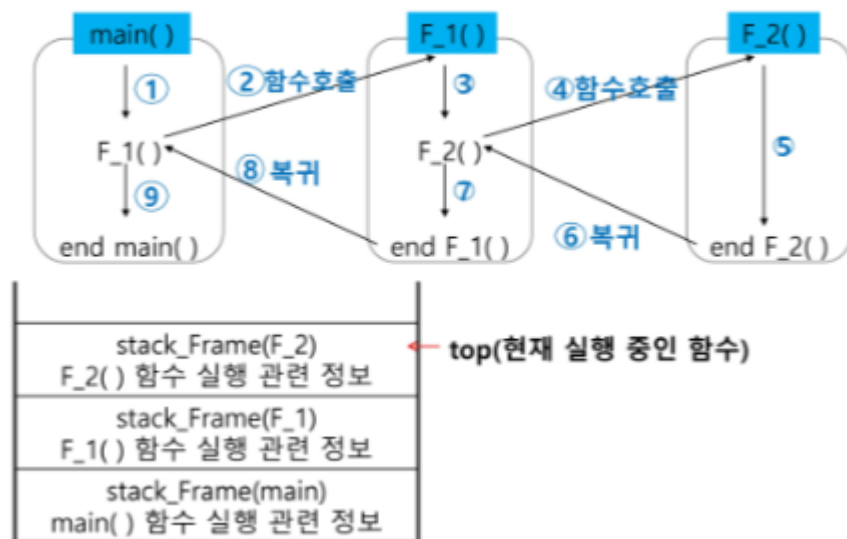 main( )
F_1( )
F_2( )
①
②함수호출
③
④함수호출
F_1( )
F_2( )
⑤
⑧ 복귀
⑨
⑦
⑥ 복귀
end main( )
end F_1( )
end F_2( )
stack_Frame(F_2)
F_2( ) 함수 실행 관련 정보
top(현재 실행 중인 함수)
stack_Frame(F_1)
F_1( ) 함수 실행 관련 정보
stack_Frame(main)
main( ) 함수 실행 관련 정보